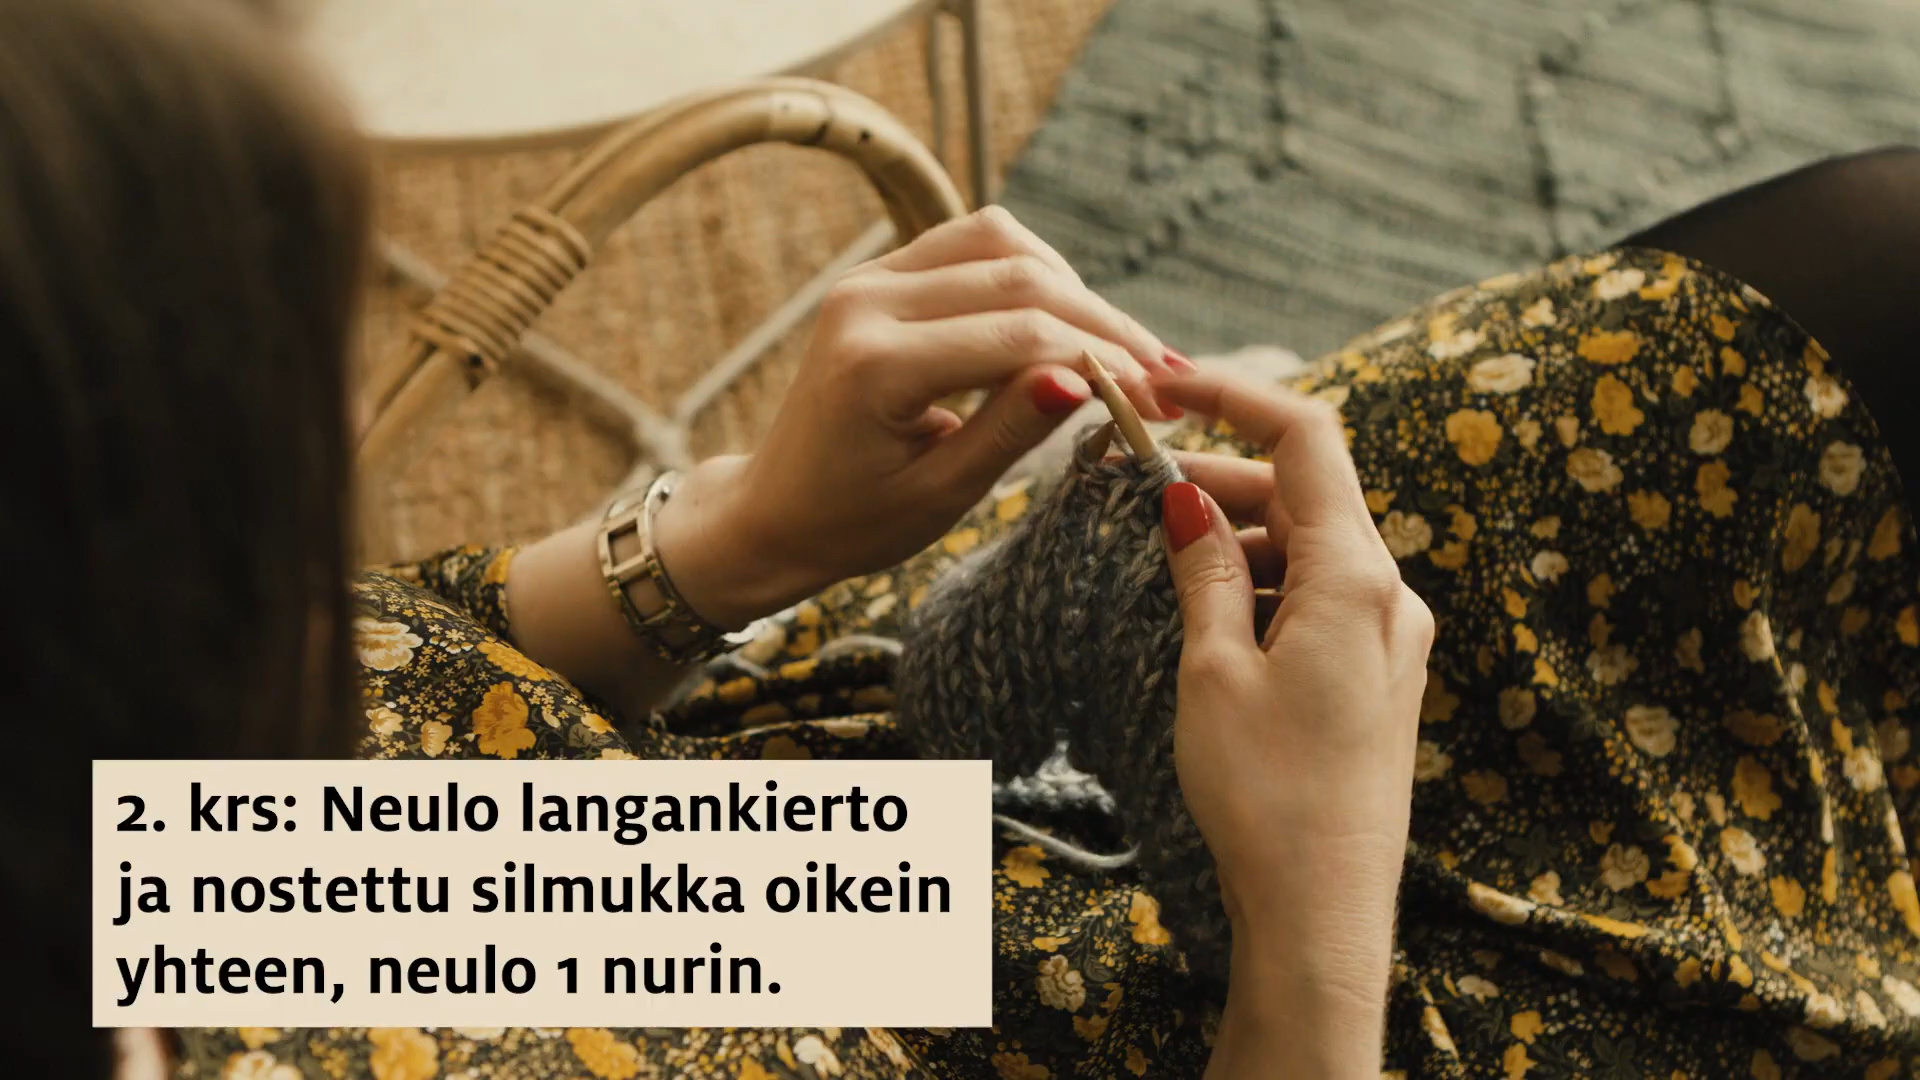 2. krs: Neulo langankierto
ja nostettu silmukka oikein
yhteen, neulo 1 nurin.